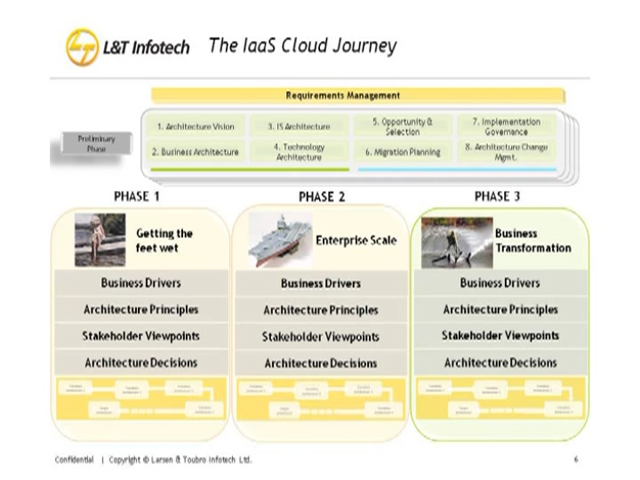 L&T Infotech
The IaaS Cloud Journey
Requirements Management
Preliminary
Phase
1. Architecture Vision
3. IS Architecture
5. Opportunity &
Selection
7. Implementation
Governance
2. Business Architecture
4. Technology
Architecture
6. Migration Planning
8. Architecture Change
Mgmt.
PHASE 1
PHASE 2
PHASE 3
Getting the
feet wet
Enterprise Scale
Business
Transformation
Business Drivers
Business Drivers
Business Drivers
Architecture Principles
Architecture Principles
Architecture Principles
Stakeholder Viewpoints
Stakeholder Viewpoints
Stakeholder Viewpoints
Architecture Decisions
Architecture Decisions
Architecture Decisions
Confidential | Copyright © Larsen & Toubro Infotech Ltd.
6